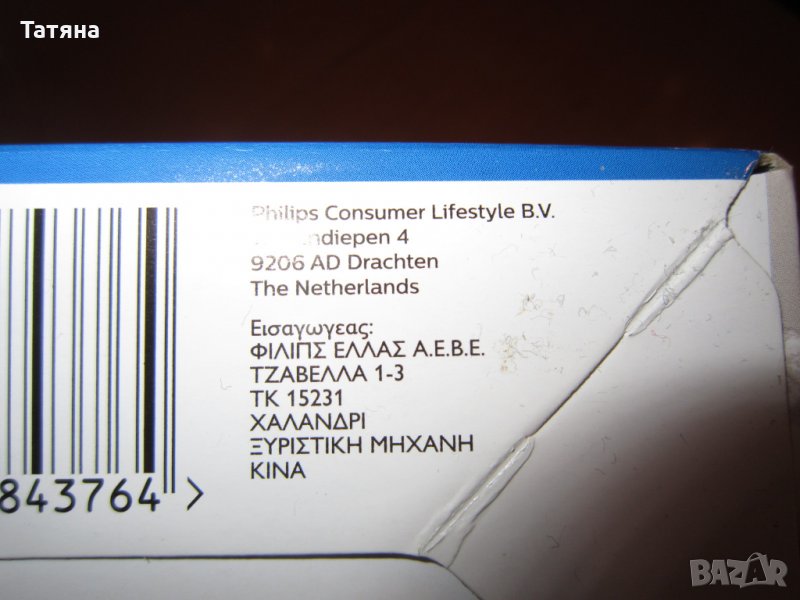 Татяна
Philips Consumer Lifestyle B.V.
4
9206 AD Drachten
The Netherlands
Εισαγωγεας:
ΦΙΛΙΠΣ ΕΛΛΑΣ Α.Ε.Β.Ε.
ΤΖΑΒΕΛΛΑ 1-3
ΤΚ 15231
ΧΑΛΑΝΔΡΙ
ΞΥΡΙΣΤΙΚΗ ΜΗΧΑΝΗ
ΚΙΝΑ
843764 >
BAZAR